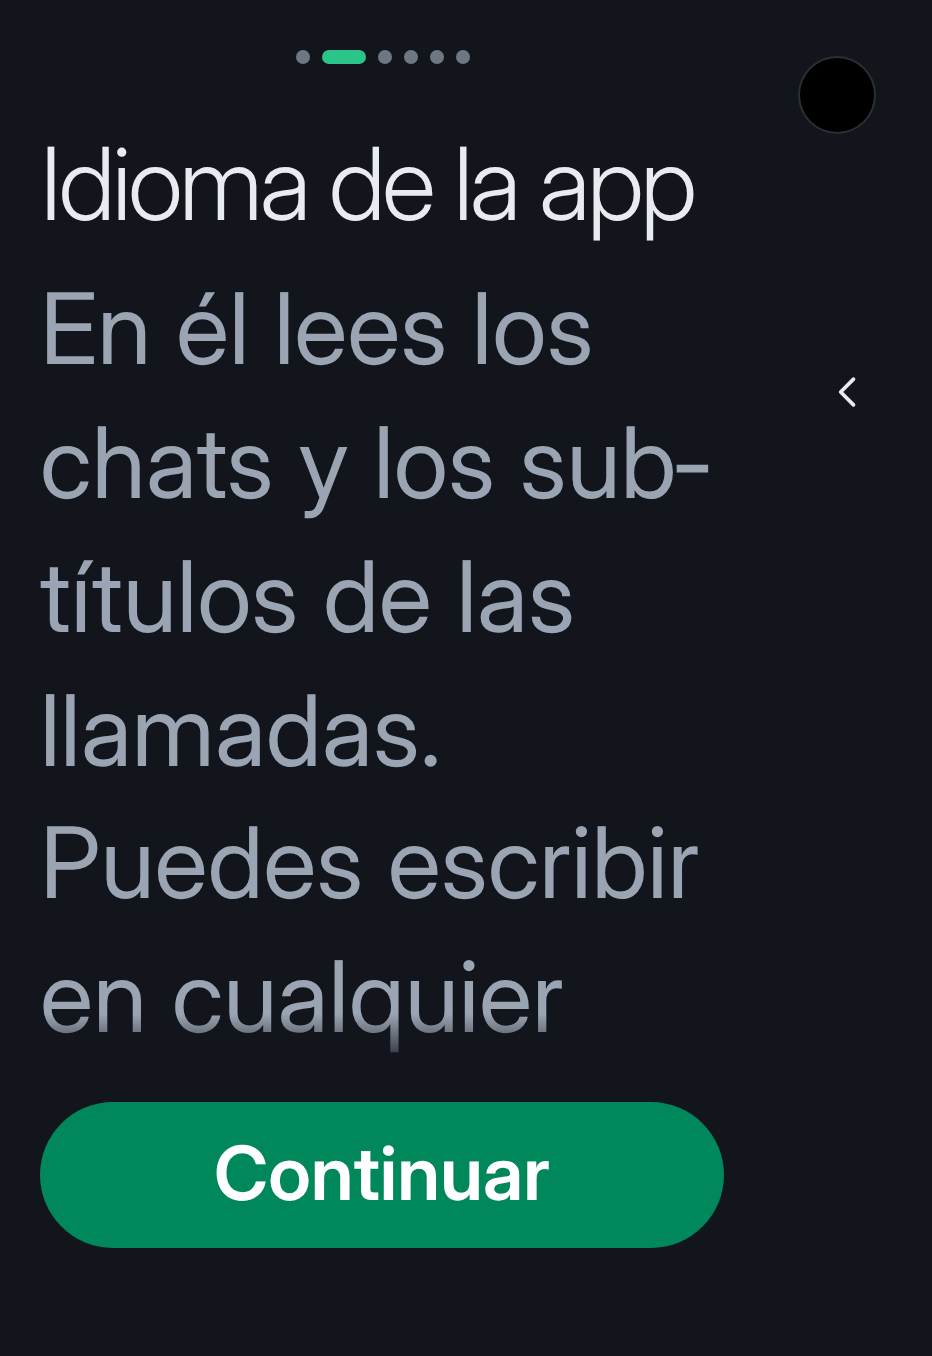 Idioma de la app
En él lees los
chats y los sub-
títulos de las
llamadas.
Puedes escribir
en cualquier
Continuar